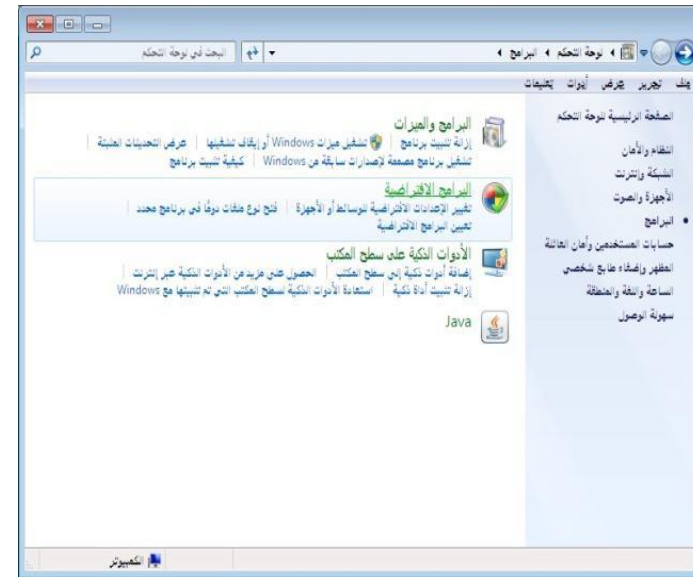 لوحة التحكم
البرامج
البحث في لوحة التحكم
ملف تحرير عرض أدوات تعليمات
الصفحة الرئيسية للوحة التحكم
النظام والأمان
الشبكة وإنترنت
الأجهزة والصوت
البرامج
حسابات المستخدمين وأمان العائلة
المظهر وإضفاء طابع شخصي
الساعة واللغة والمنطقة
سهولة الوصول
البرامج والميزات
إزالة تثبيت برنامج | تشغيل ميزات Windows أو إيقاف تشغيلها | عرض التحديثات المثبتة
تشغيل برنامج مصممة لإصدارات سابقة من Windows | كيفية تثبيت برنامج
البرامج الافتراضية
تغيير الإعدادات الافتراضية للوسائط أو الأجهزة | فتح نوع ملفات دومًا في برنامج محدد
تعيين البرامج الافتراضية
الأدوات الذكية على سطح المكتب
إضافة أدوات ذكية إلى سطح المكتب | الحصول على مزيد من الأدوات الذكية عبر إنترنت
إزالة تثبيت أداة ذكية | استعادة الأدوات الذكية لسطح المكتب التي تم تثبيتها مع Windows
Java
الكمبيوتر